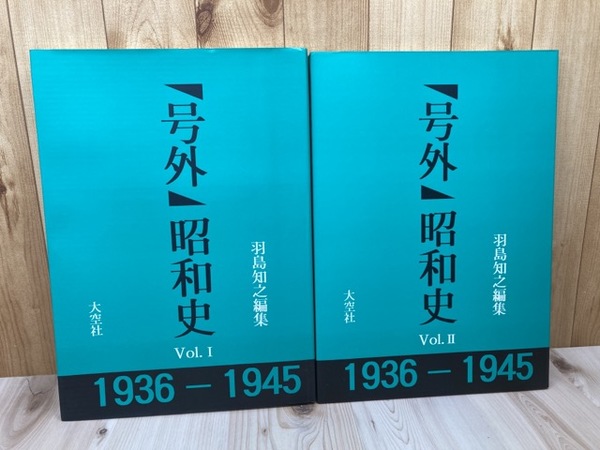 「号外」昭和史
Vol. I
羽島知之編集
大空社
1936－1945
「号外」昭和史
Vol. II
羽島知之編集
大空社
1936－1945